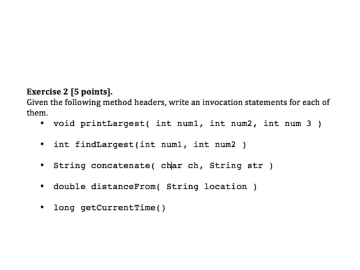 Exercise 2 [5 points].
Given the following method headers, write an invocation statements for each of
them.
• void printLargest( int num1, int num2, int num 3 )
• int findLargest(int num1, int num2 )
• String concatenate( char ch, String str )
• double distanceFrom( String location )
• long getCurrentTime()